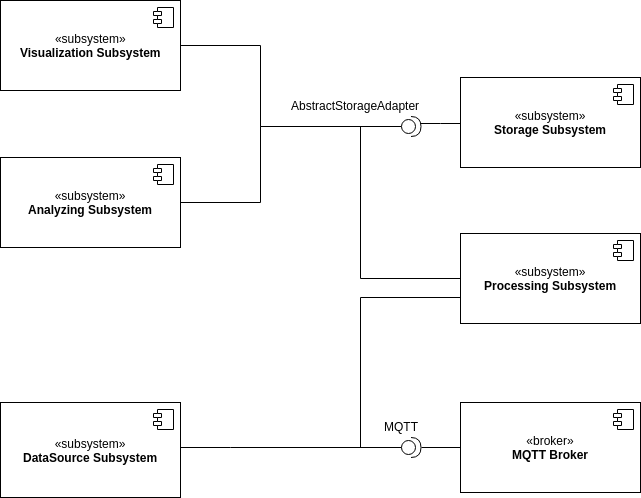 «subsystem»
Visualization Subsystem
AbstractStorageAdapter
«subsystem»
Storage Subsystem
«subsystem»
Analyzing Subsystem
«subsystem»
Processing Subsystem
MQTT
«subsystem»
DataSource Subsystem
«broker»
MQTT Broker